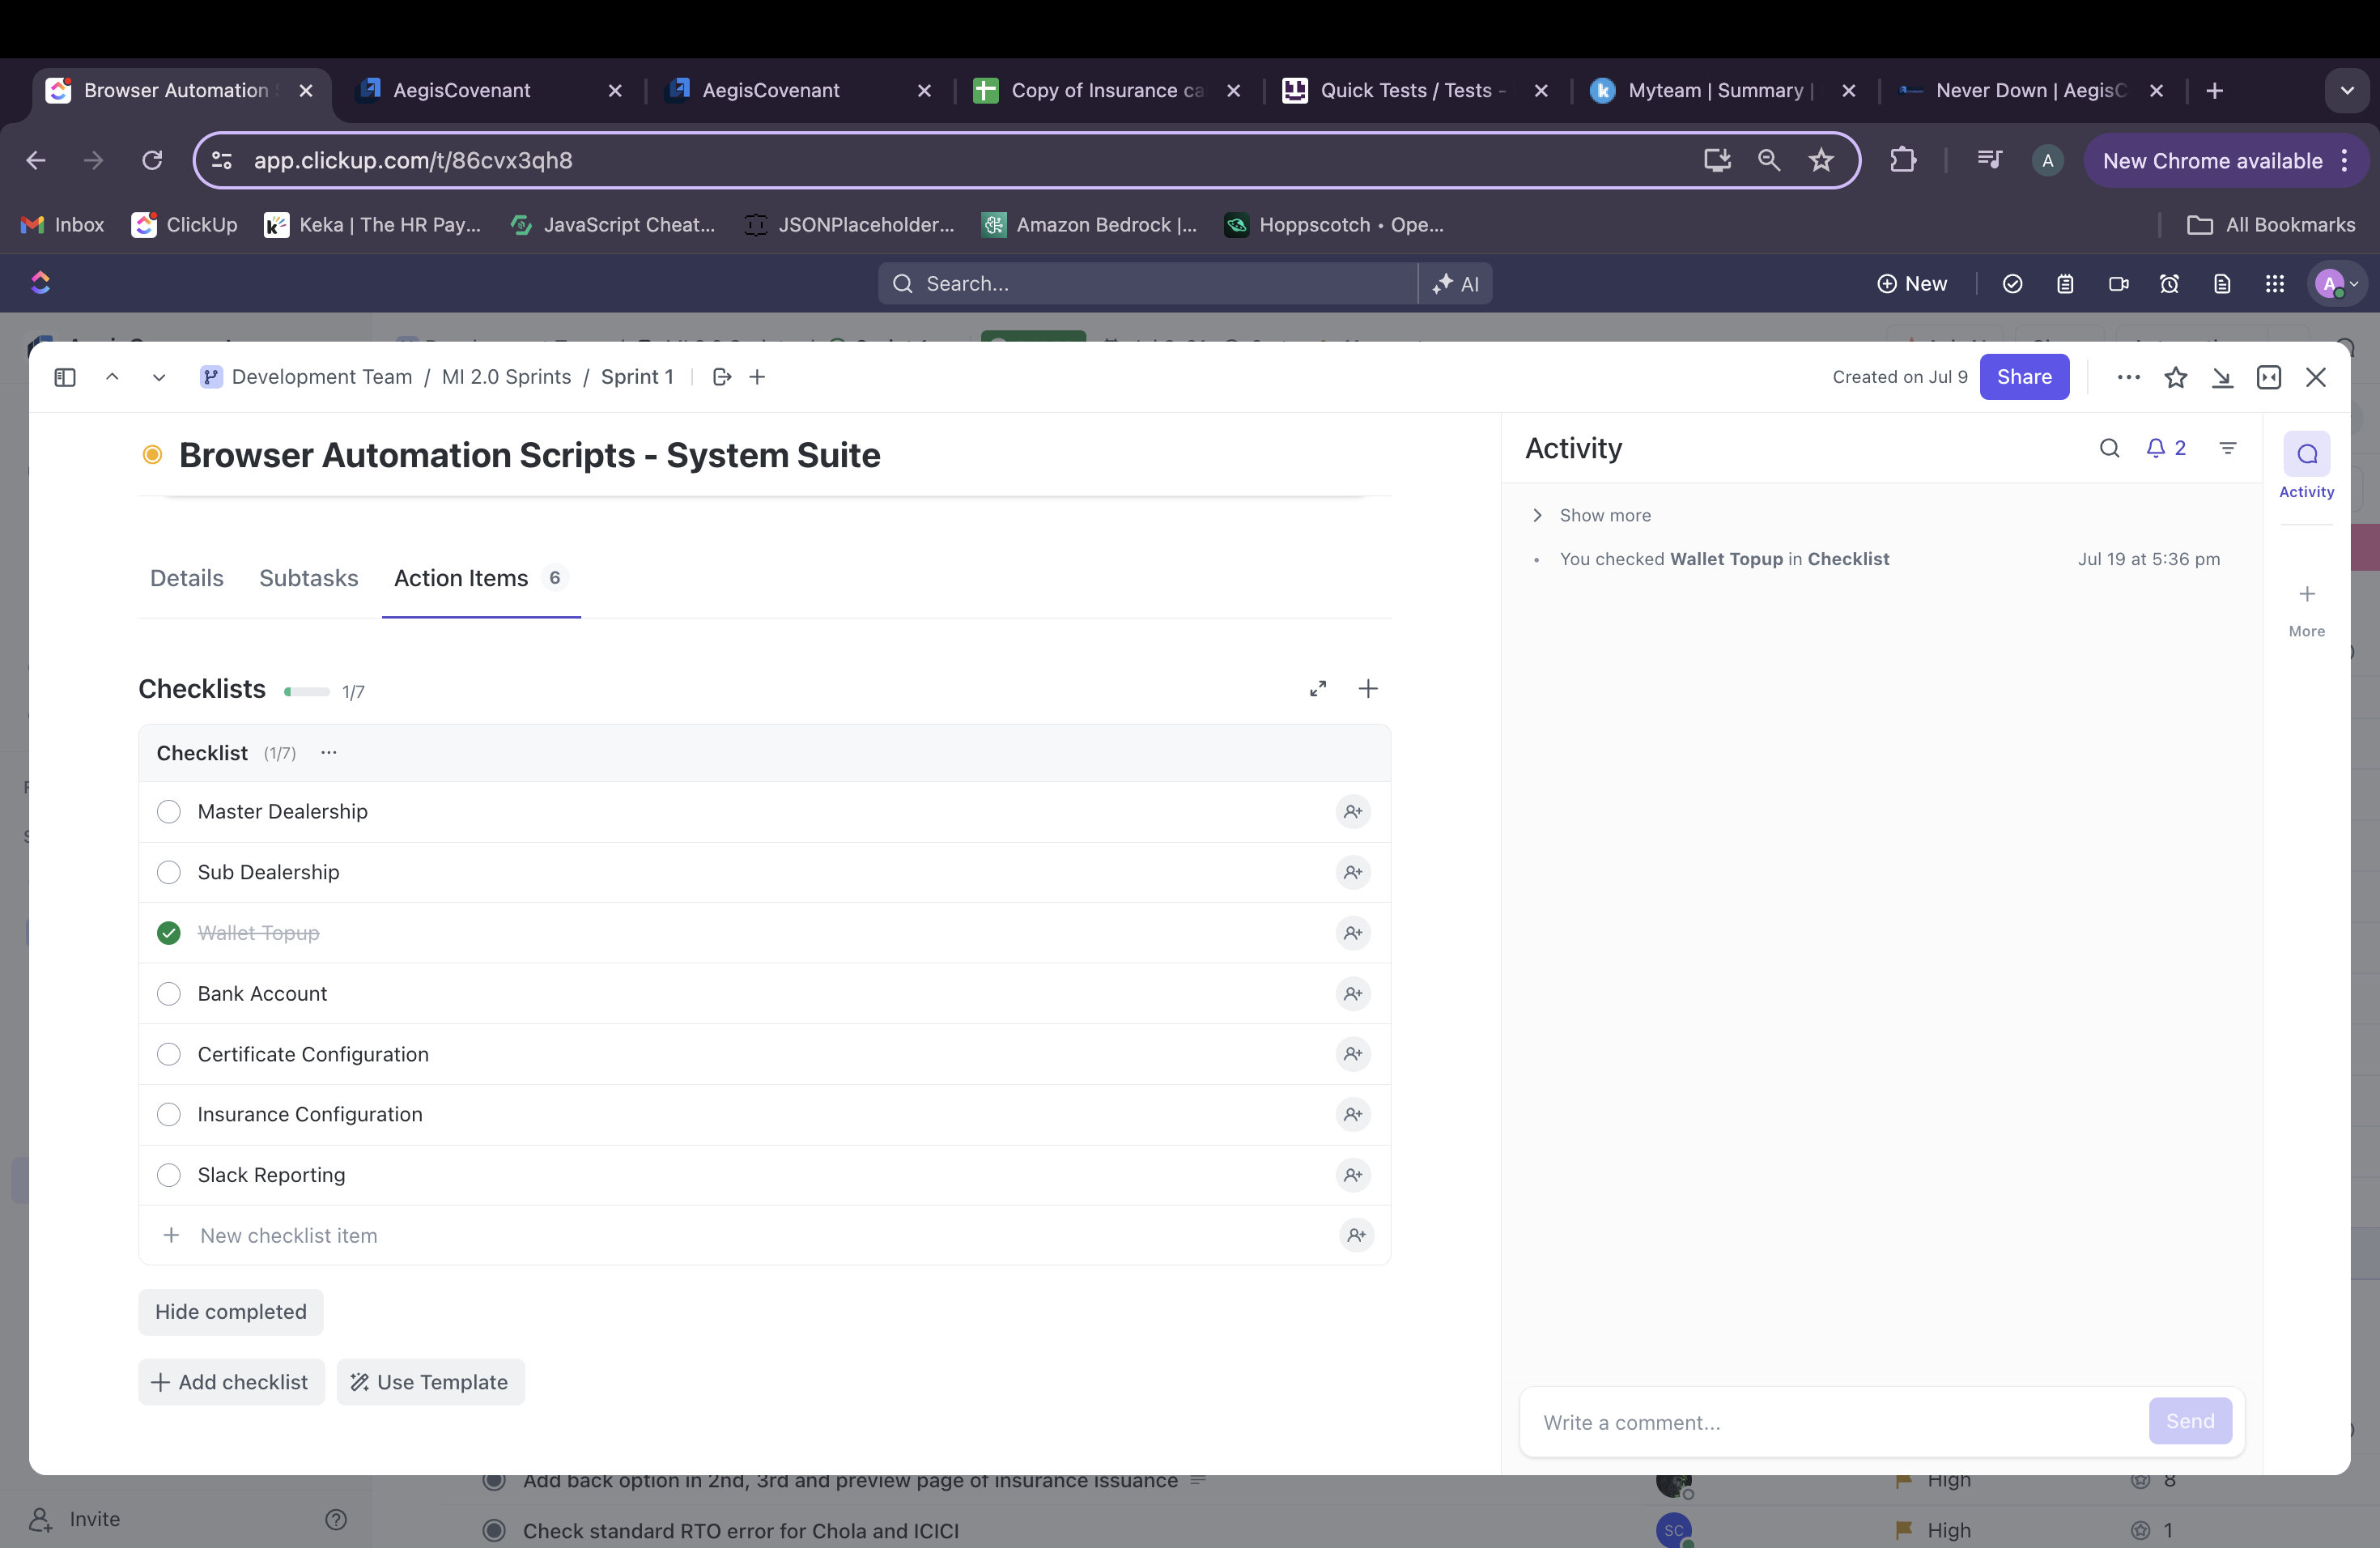 Browser Automation
AegisCovenant
AegisCovenant
Copy of Insurance ca
Quick Tests / Tests -
Myteam | Summary |
Never Down | AegisC
app.clickup.com/t/86cvx3qh8
A
New Chrome available
Inbox
ClickUp
Keka | The HR Pay...
JavaScript Cheat...
JSONPlaceholder...
Amazon Bedrock |...
Hoppscotch • Ope...
All Bookmarks
Search...
AI
New
A
Development Team / MI 2.0 Sprints / Sprint 1
Created on Jul 9
Share
Browser Automation Scripts - System Suite
Details
Subtasks
Action Items 6
Checklists 1/7
Checklist (1/7)
Master Dealership
Sub Dealership
Wallet Topup
Bank Account
Certificate Configuration
Insurance Configuration
Slack Reporting
New checklist item
Hide completed
Add checklist
Use Template
Activity
2
Show more
You checked Wallet Topup in Checklist
Jul 19 at 5:36 pm
Write a comment...
Send
Activity
More
Add back option in 2nd, 3rd and preview page of insurance issuance
High
8
Invite
Check standard RTO error for Chola and ICICI
SC
High
1